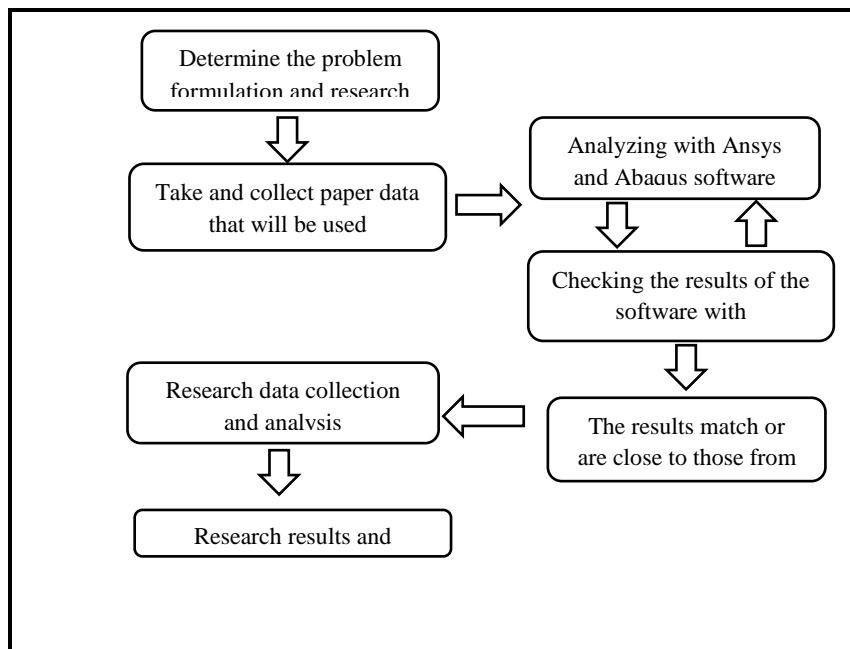 Determine the problem
formulation and research
Take and collect paper data
that will be used
Analyzing with Ansys
and Abaqus software
Checking the results of the
software with
The results match or
are close to those from
Research data collection
and analysis
Research results and